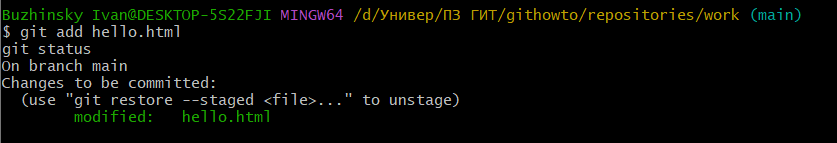 Buzhinsky Ivan@DESKTOP-5S22FJI MINGW64 /d/Универ/ПЗ ГИТ/githowto/repositories/work (main)
$ git add hello.html
git status
On branch main
Changes to be committed:
  (use "git restore --staged <file>..." to unstage)
        modified:   hello.html